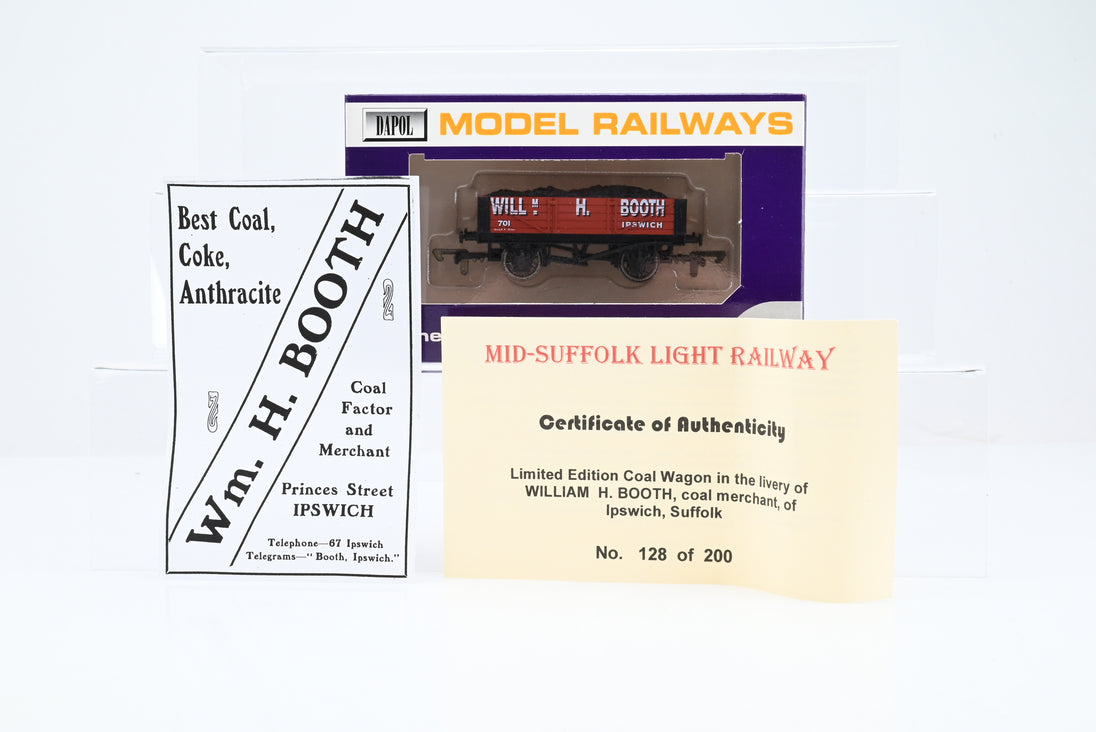 DAPOL
MODEL RAILWAYS
WILL M H. BOOTH
701 IPSWICH
Best Coal,
Coke,
Anthracite
Wm. H. BOOTH
Coal
Factor
and
Merchant
Princes Street
IPSWICH
Telephone—67 Ipswich
Telegrams—"Booth, Ipswich."
MID-SUFFOLK LIGHT RAILWAY
Certificate of Authenticity
Limited Edition Coal Wagon in the livery of
WILLIAM H. BOOTH, coal merchant, of
Ipswich, Suffolk
No. 128 of 200